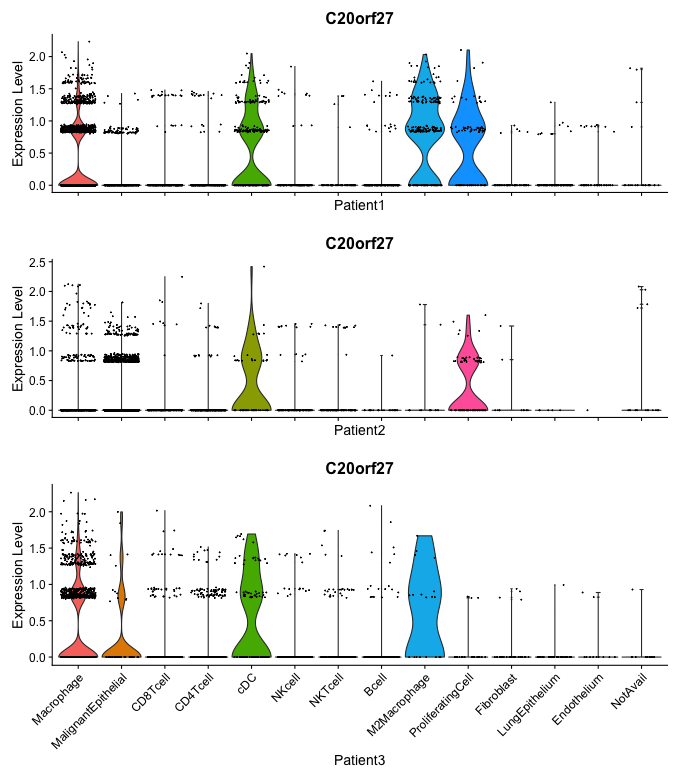 C20orf27
Expression Level
2.0
1.5
1.0
0.5
0.0
Patient1
C20orf27
Expression Level
2.5
2.0
1.5
1.0
0.5
0.0
Patient2
C20orf27
Expression Level
2.0
1.5
1.0
0.5
0.0
Macrophage
MalignantEpithelial
CD8Tcell
CD4Tcell
cDC
NKcell
NKTcell
Bcell
M2Macrophage
ProliferatingCell
Fibroblast
LungEpithelium
Endothelium
NotAvail
Patient3